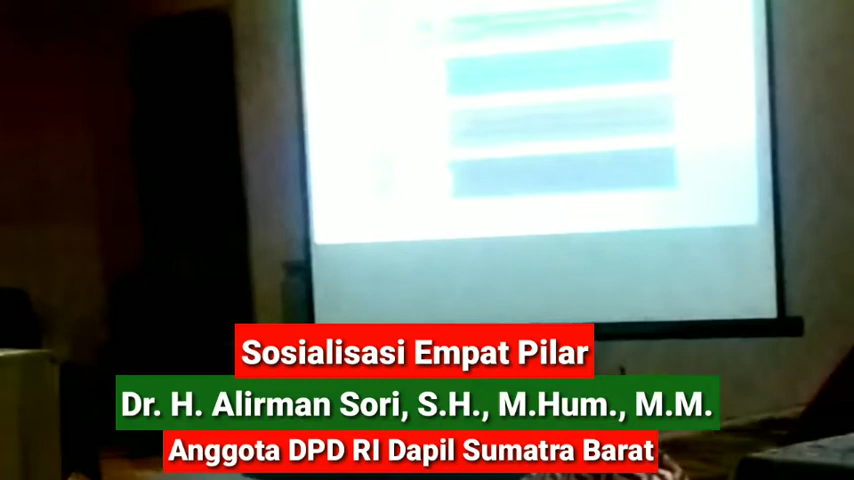 Sosialisasi Empat Pilar
Dr. H. Alirman Sori, S.H., M.Hum., M.M.
Anggota DPD RI Dapil Sumatra Barat